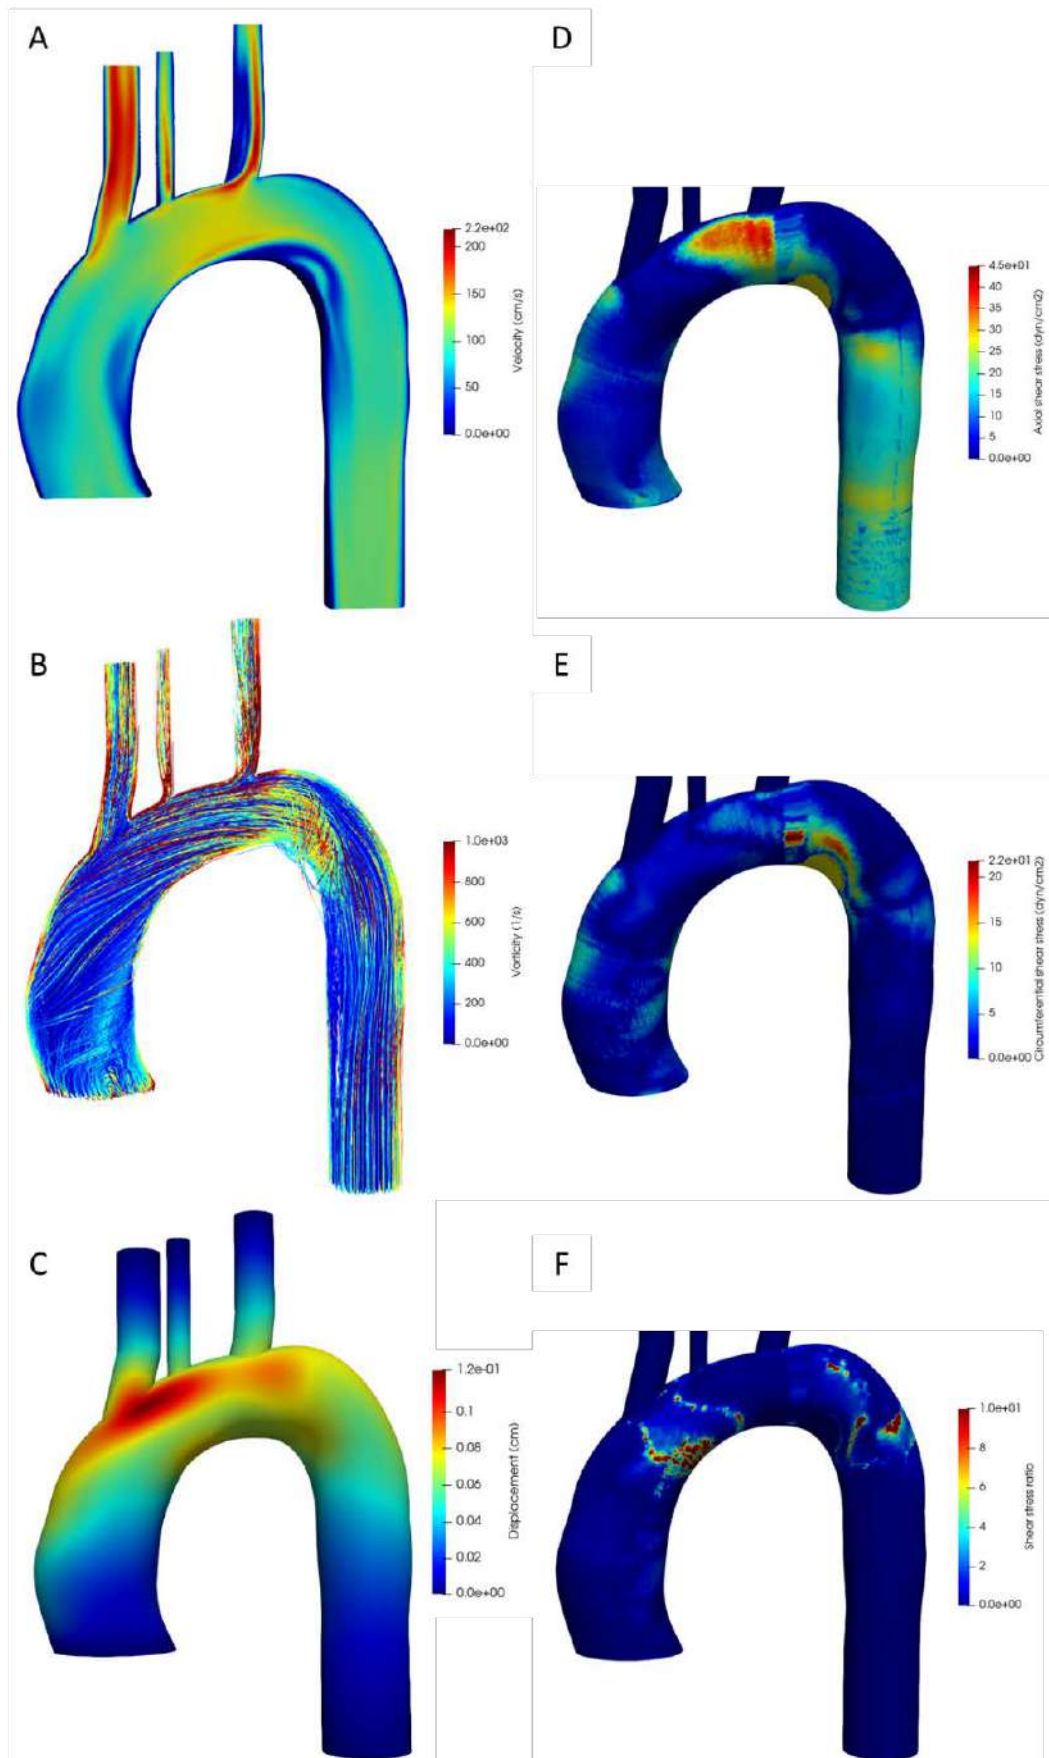 A
2.2e+02
200
150
100
50
0.0e+00
Velocity (cm/s)
D
4.5e+01
40
35
30
25
20
15
10
5
0.0e+00
Axial shear stress (dyn/cm2)
B
1.0e+03
800
600
400
200
0.0e+00
Vorticity (1/s)
E
2.2e+01
20
15
10
5
0.0e+00
Circumferential shear stress (dyn/cm2)
C
1.2e-01
0.1
0.08
0.06
0.04
0.02
0.0e+00
Displacement (cm)
F
1.0e+01
8
6
4
2
0.0e+00
Shear stress ratio